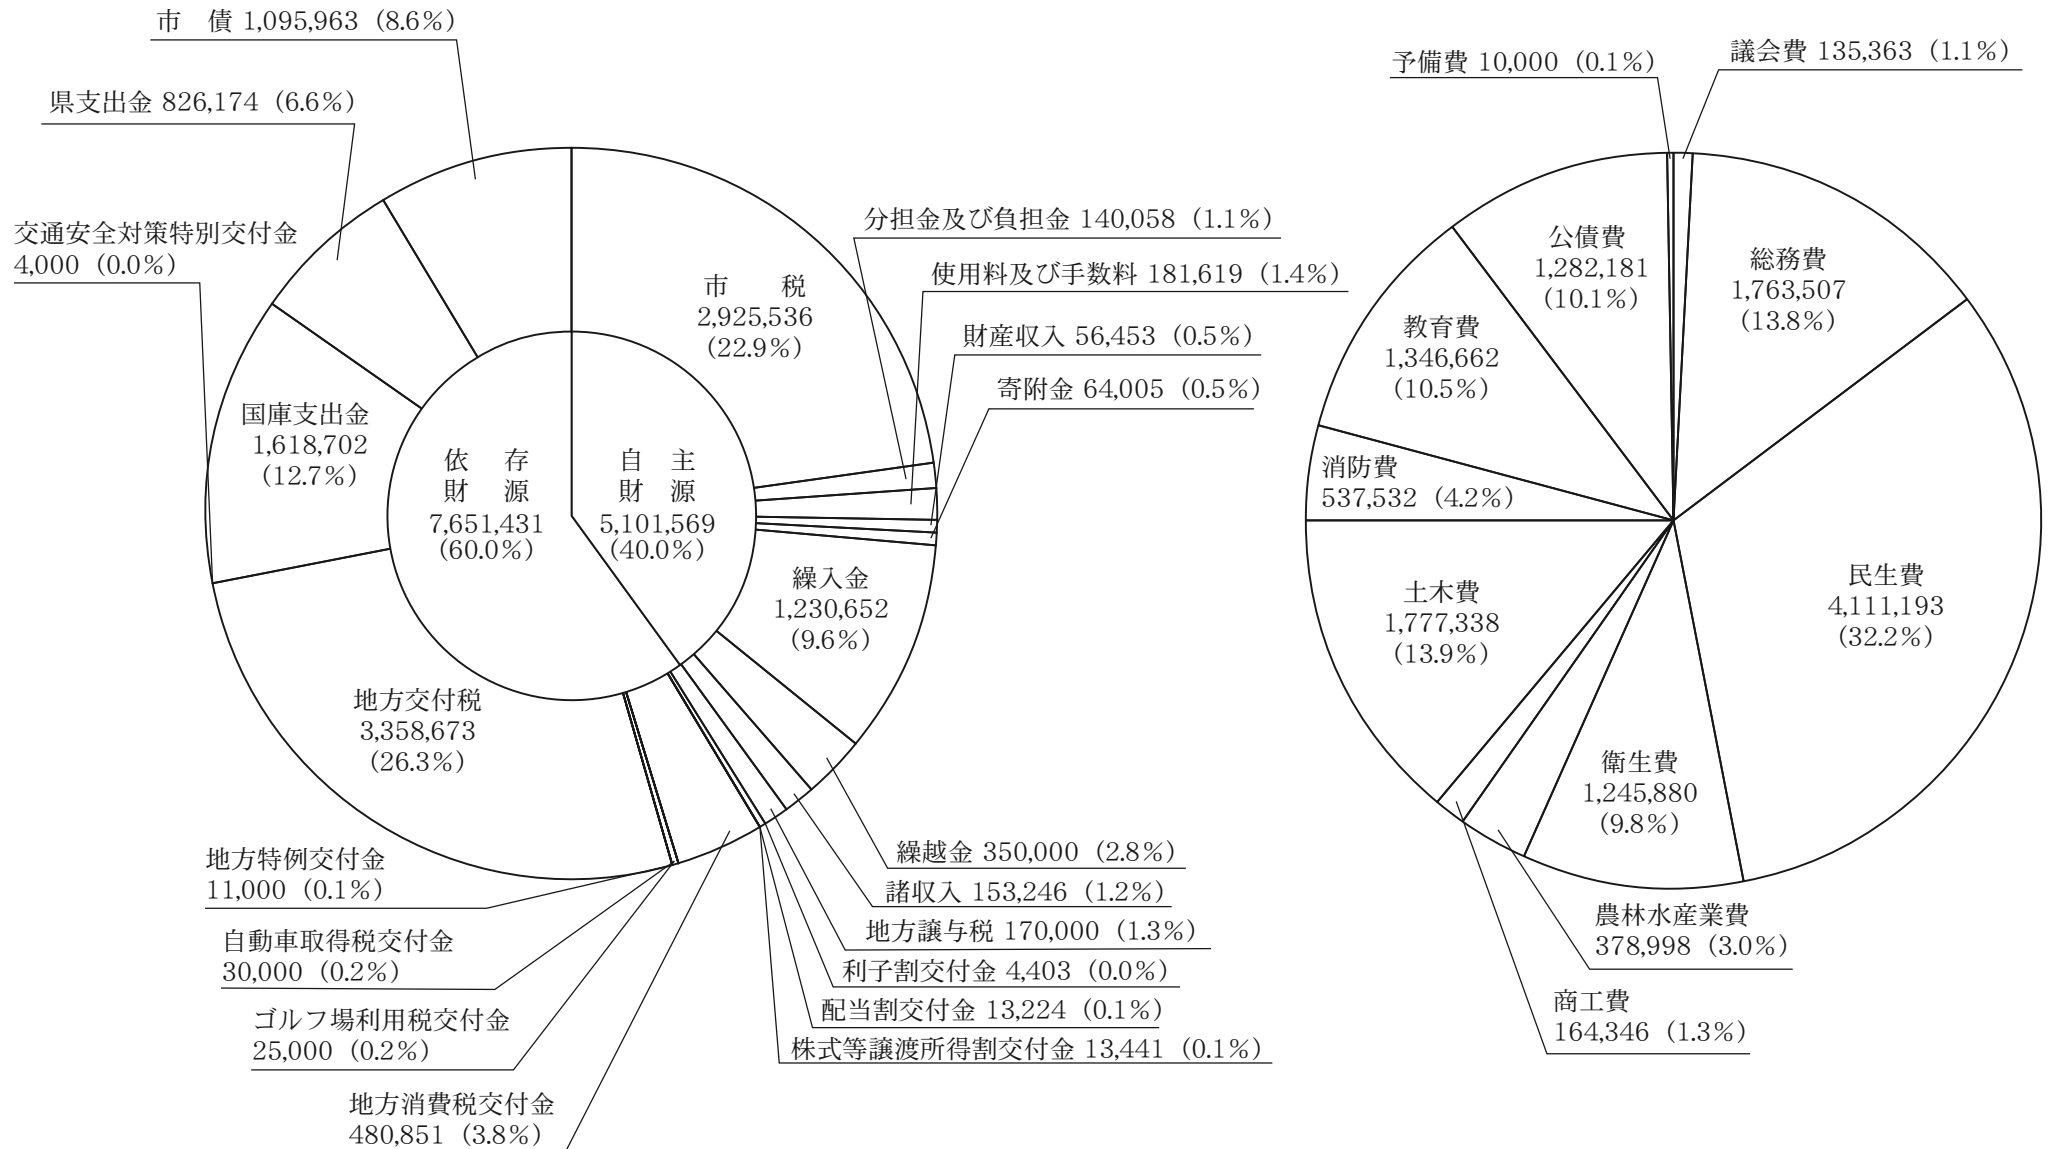 市　債 1,095,963（8.6％）
県支出金 826,174（6.6％）
交通安全対策特別交付金
4,000（0.0％）
国庫支出金
1,618,702
（12.7％）
地方交付税
3,358,673
（26.3％）
依　存
財　源
7,651,431
（60.0％）
自　主
財　源
5,101,569
（40.0％）
市　　税
2,925,536
（22.9％）
分担金及び負担金 140,058（1.1％）
使用料及び手数料 181,619（1.4％）
財産収入 56,453（0.5％）
寄附金 64,005（0.5％）
繰入金
1,230,652
（9.6％）
繰越金 350,000（2.8％）
諸収入 153,246（1.2％）
地方譲与税 170,000（1.3％）
利子割交付金 4,403（0.0％）
配当割交付金 13,224（0.1％）
株式等譲渡所得割交付金 13,441（0.1％）
地方特例交付金
11,000（0.1％）
自動車取得税交付金
30,000（0.2％）
ゴルフ場利用税交付金
25,000（0.2％）
地方消費税交付金
480,851（3.8％）
予備費 10,000（0.1％）
議会費 135,363（1.1％）
公債費
1,282,181
（10.1％）
総務費
1,763,507
（13.8％）
教育費
1,346,662
（10.5％）
消防費
537,532（4.2％）
民生費
4,111,193
（32.2％）
土木費
1,777,338
（13.9％）
衛生費
1,245,880
（9.8％）
農林水産業費
378,998（3.0％）
商工費
164,346（1.3％）